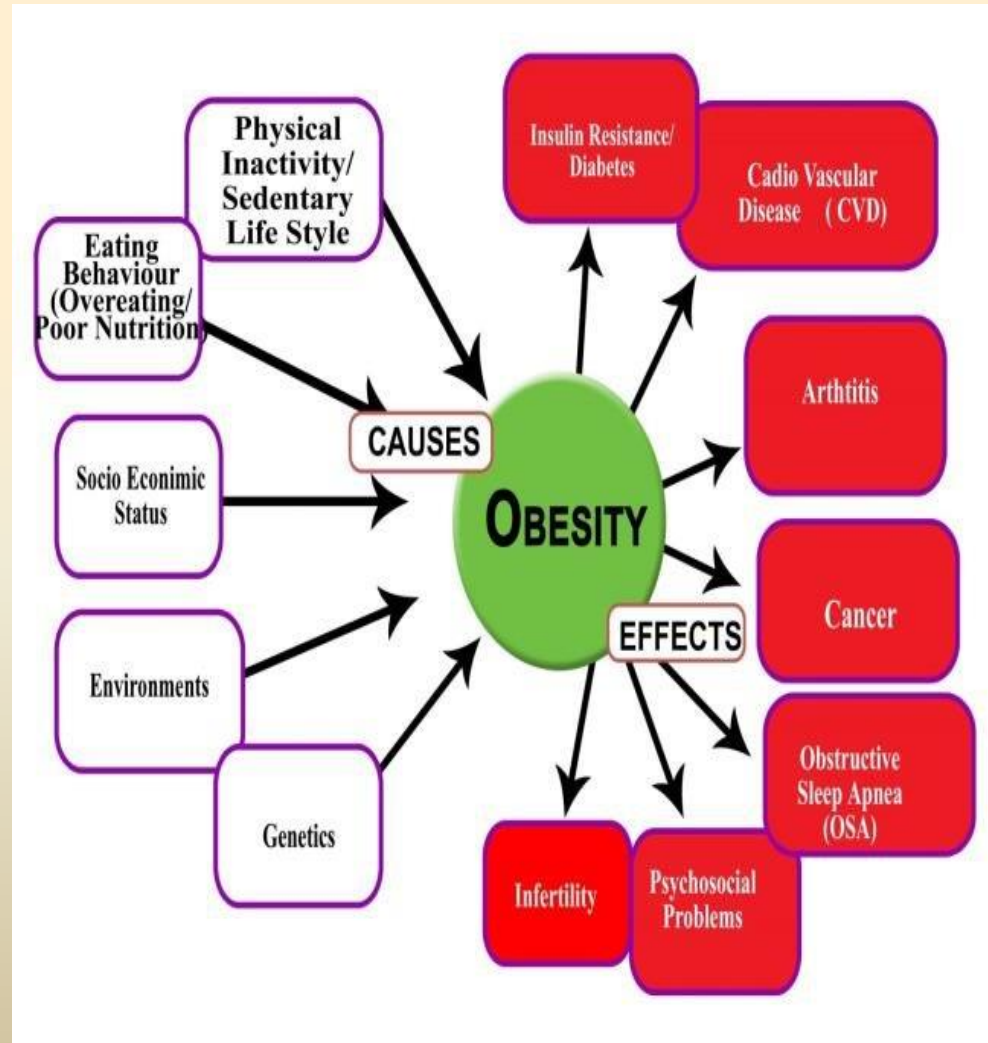 Physical
Inactivity/
Sedentary
Life Style
Eating
Behaviour
(Overeating/
Poor Nutrition)
Socio Econimic
Status
Environments
Genetics
CAUSES
OBESITY
EFFECTS
Insulin Resistance/
Diabetes
Cadio Vascular
Disease ( CVD)
Arthtitis
Cancer
Obstructive
Sleep Apnea
(OSA)
Psychosocial
Problems
Infertility